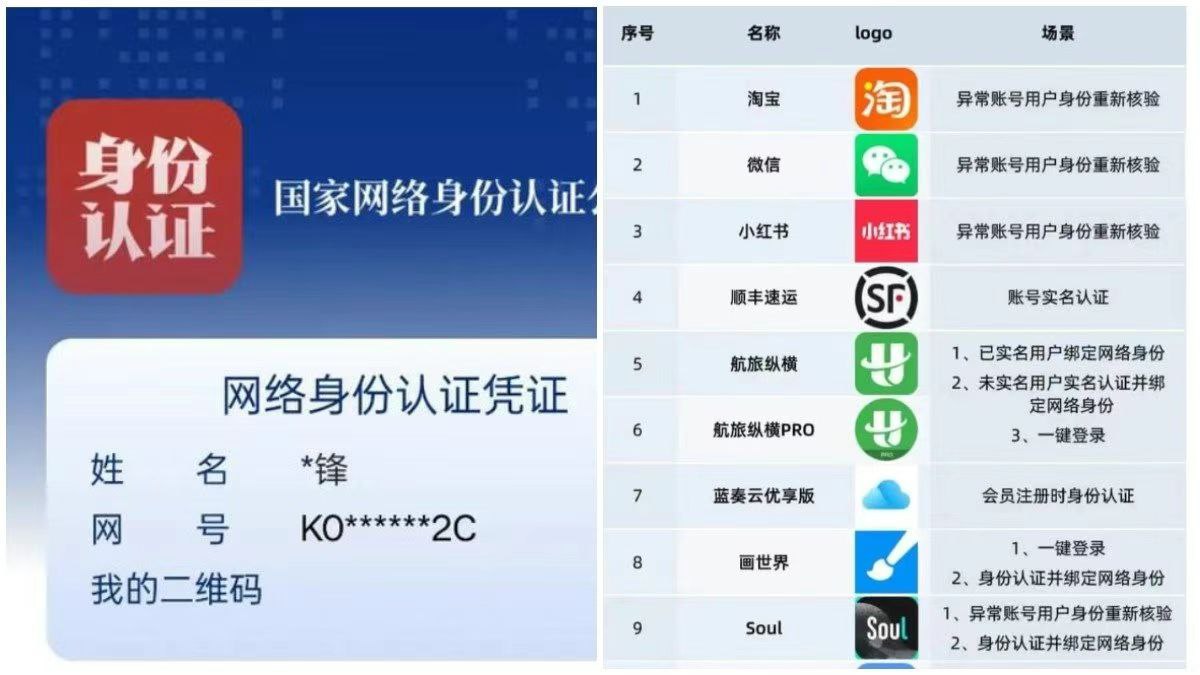 身份
认证
国家网络身份认证
网络身份认证凭证
姓 名 *锋
网 号 K0******2C
我的二维码
序号 名称 logo 场景
1 淘宝 淘 异常账号用户身份重新核验
2 微信 异常账号用户身份重新核验
3 小红书 小红书 异常账号用户身份重新核验
4 顺丰速运 SF 账号实名认证
5 航旅纵横
6 航旅纵横PRO PRO
1、已实名用户绑定网络身份
2、未实名用户实名认证并绑
定网络身份
3、一键登录
7 蓝奏云优享版 会员注册时身份认证
8 画世界
1、一键登录
2、身份认证并绑定网络身份
9 Soul Soul
1、异常账号用户身份重新核验
2、身份认证并绑定网络身份